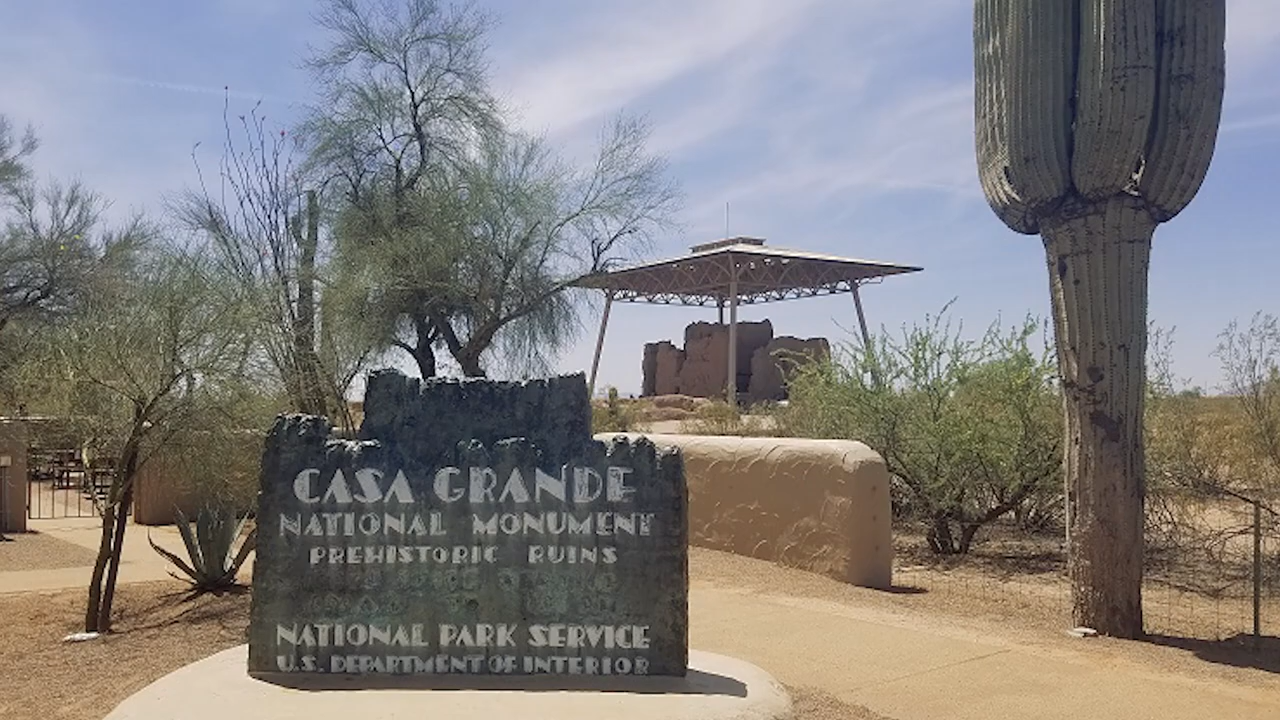 CASA GRANDE
NATIONAL MONUMENT
PREHISTORIC RUINS
NATIONAL PARK SERVICE
U.S. DEPARTMENT OF INTERIOR